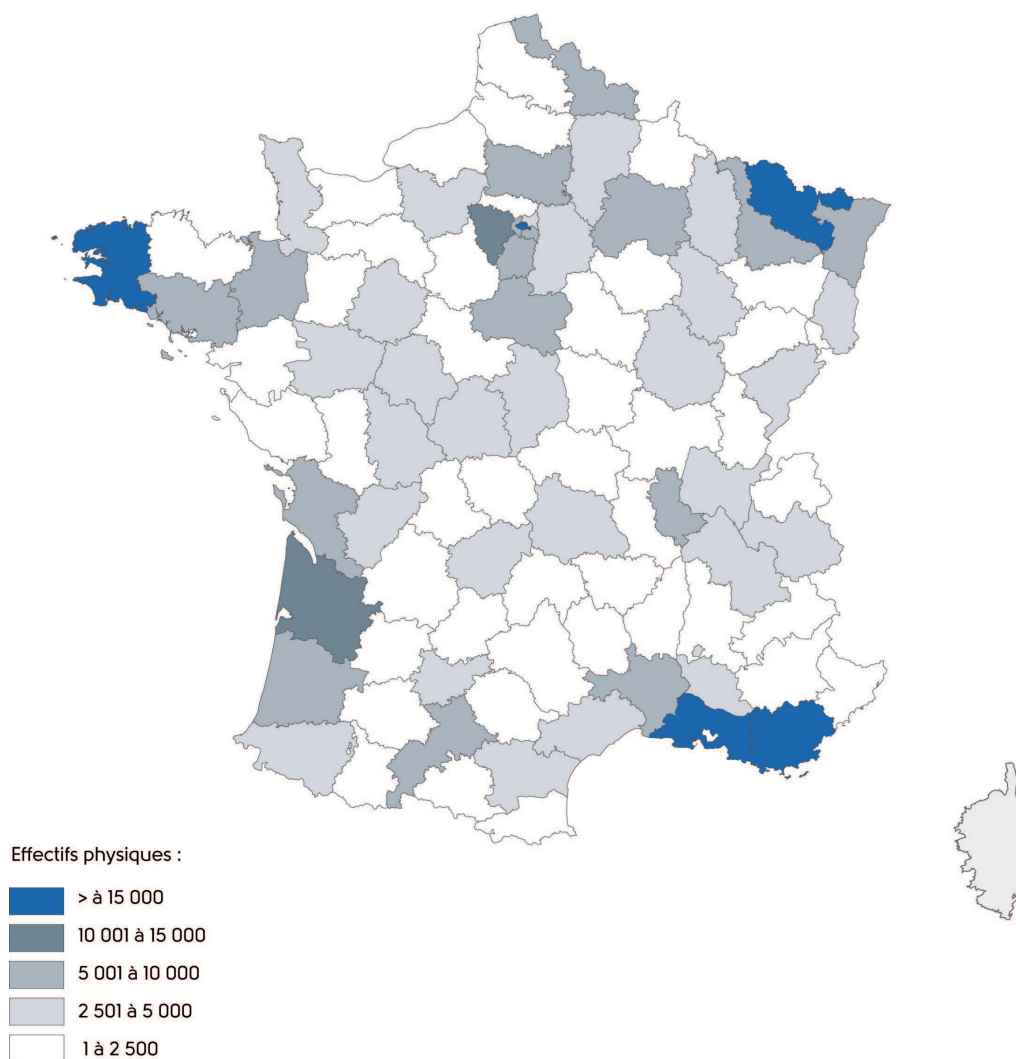 Effectifs physiques :
> à 15 000
10 001 à 15 000
5 001 à 10 000
2 501 à 5 000
1 à 2 500